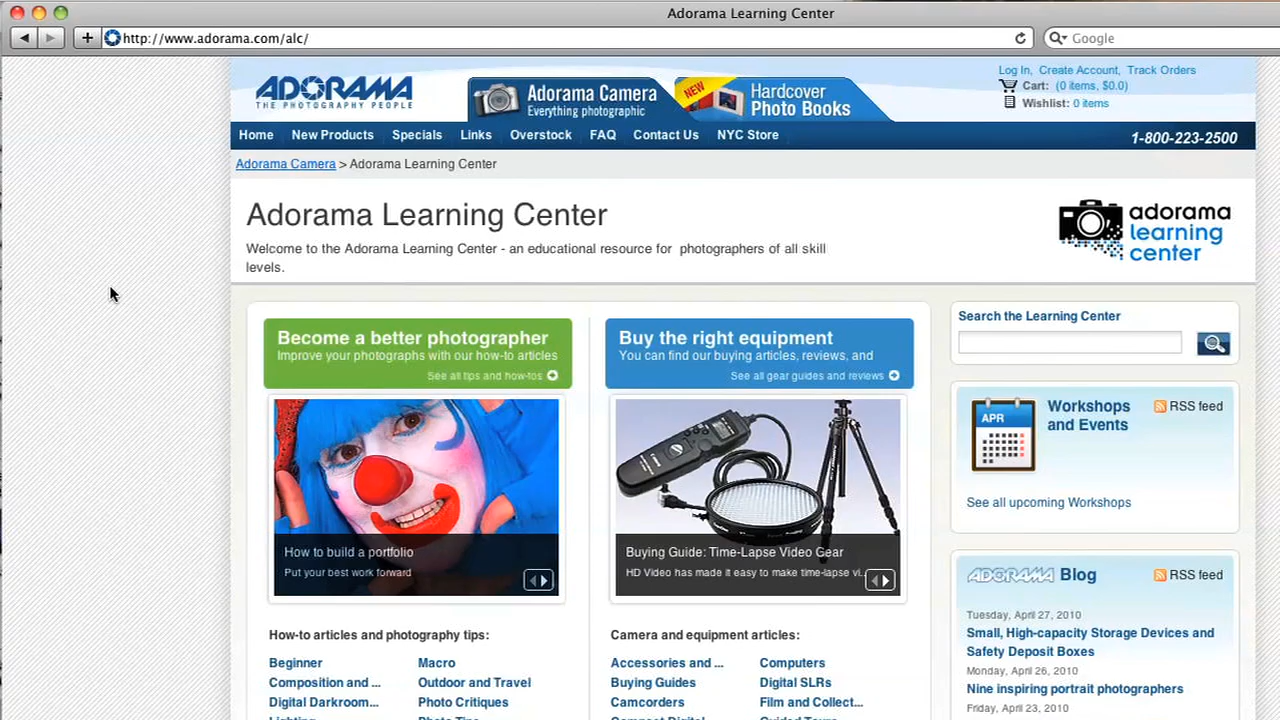 Adorama Learning Center
http://www.adorama.com/alc/
Google
ADORAMA
THE PHOTOGRAPHY PEOPLE
Adorama Camera
Everything photographic
NEW
Hardcover
Photo Books
Log In, Create Account, Track Orders
Cart: (0 items, $0.0)
Wishlist: 0 items
Home New Products Specials Links Overstock FAQ Contact Us NYC Store
1-800-223-2500
Adorama Camera > Adorama Learning Center
Adorama Learning Center
Welcome to the Adorama Learning Center - an educational resource for photographers of all skill
levels.
adorama
learning
center
Become a better photographer
Improve your photographs with our how-to articles
See all tips and how-tos
Buy the right equipment
You can find our buying articles, reviews, and
See all gear guides and reviews
Search the Learning Center
APR
Workshops
and Events
RSS feed
See all upcoming Workshops
How to build a portfolio
Put your best work forward
Buying Guide: Time-Lapse Video Gear
HD Video has made it easy to make time-lapse vi...
ADORAMA Blog
RSS feed
Tuesday, April 27, 2010
Small, High-capacity Storage Devices and
Safety Deposit Boxes
Monday, April 26, 2010
Nine inspiring portrait photographers
Friday, April 23, 2010
How-to articles and photography tips:
Beginner
Macro
Composition and ...
Outdoor and Travel
Digital Darkroom...
Photo Critiques
Lighting
Photo Tips
Camera and equipment articles:
Accessories and ...
Computers
Buying Guides
Digital SLRs
Camcorders
Film and Collect...
Compact Digital
Guided Tours